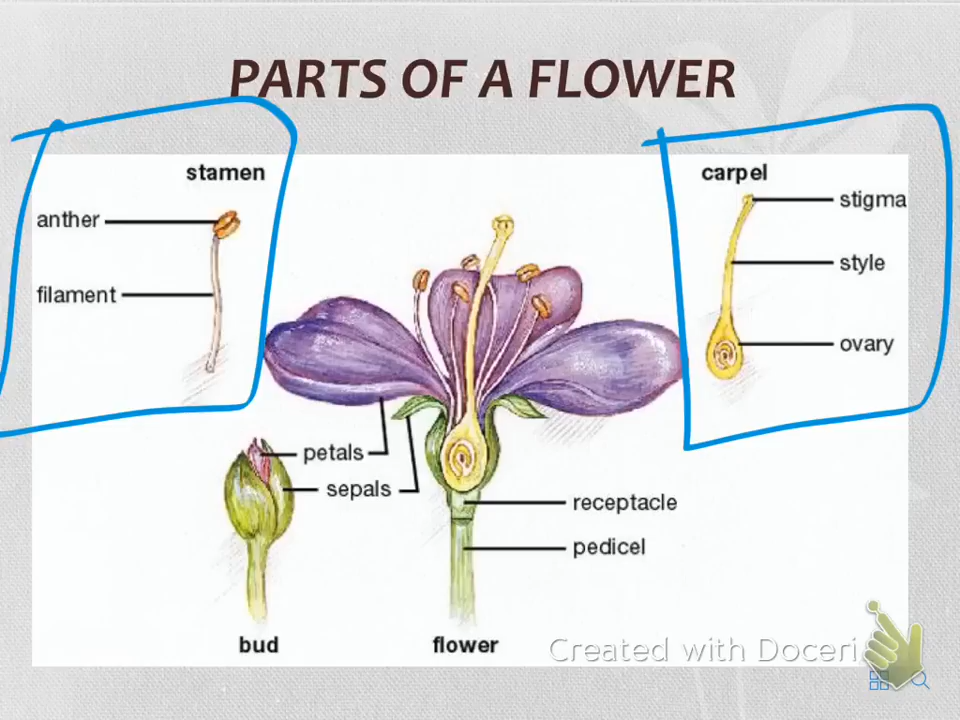 PARTS OF A FLOWER
stamen
anther
filament
carpel
stigma
style
ovary
petals
sepals
receptacle
pedicel
bud
flower
Created with Doceri